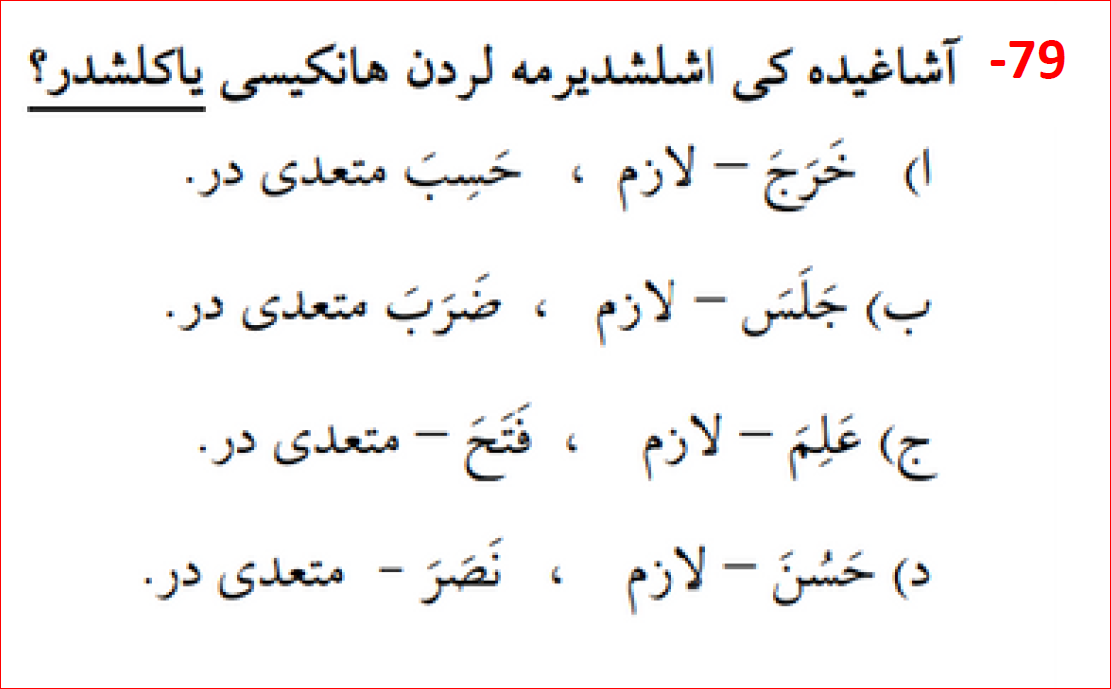 79- آشاغیده کی اشلشدیرمه لردن هانکیسی یاکلشدر؟
ا) خَرَجَ – لازم ، حَسِبَ متعدی در.
ب) جَلَسَ – لازم ، ضَرَبَ متعدی در.
ج) عَلِمَ – لازم ، فَتَحَ – متعدی در.
د) حَسُنَ – لازم ، نَصَرَ - متعدی در.